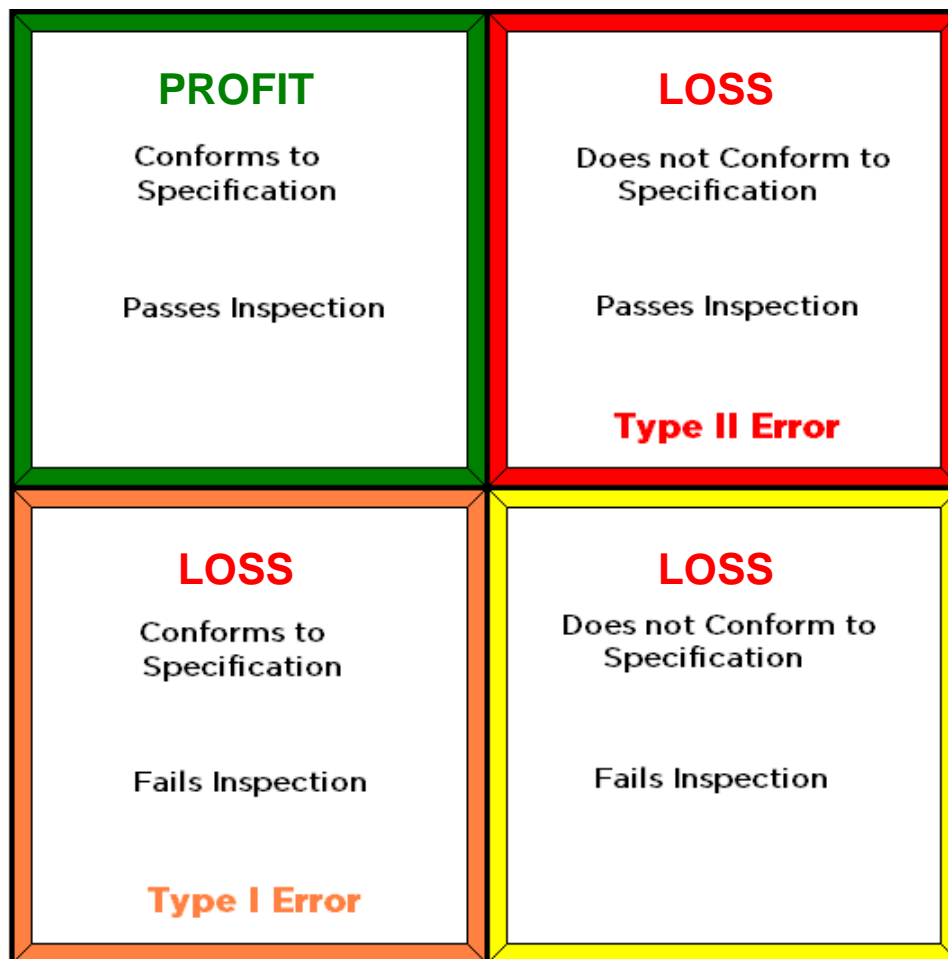 PROFIT
Conforms to
Specification
Passes Inspection
LOSS
Does not Conform to
Specification
Passes Inspection
Type II Error
LOSS
Conforms to
Specification
Fails Inspection
Type I Error
LOSS
Does not Conform to
Specification
Fails Inspection